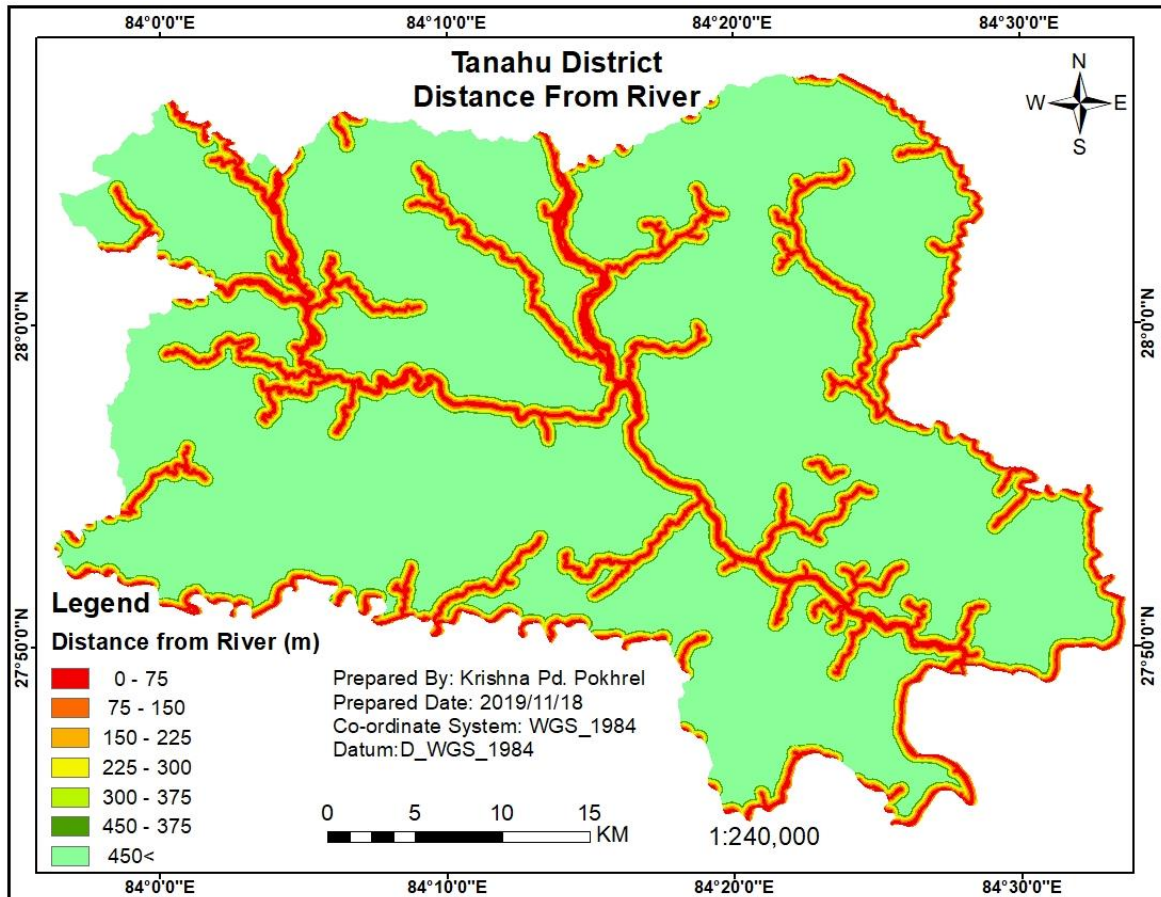 84°0'0"E 84°10'0"E 84°20'0"E 84°30'0"E
Tanahu District
Distance From River
N
W E
S
28°0'0"N 28°0'0"N
27°50'0"N 27°50'0"N
Legend
Distance from River (m)
0 - 75
75 - 150
150 - 225
225 - 300
300 - 375
450 - 375
450<
Prepared By: Krishna Pd. Pokhrel
Prepared Date: 2019/11/18
Co-ordinate System: WGS_1984
Datum:D_WGS_1984
0 5 10 15
KM
1:240,000
84°0'0"E 84°10'0"E 84°20'0"E 84°30'0"E